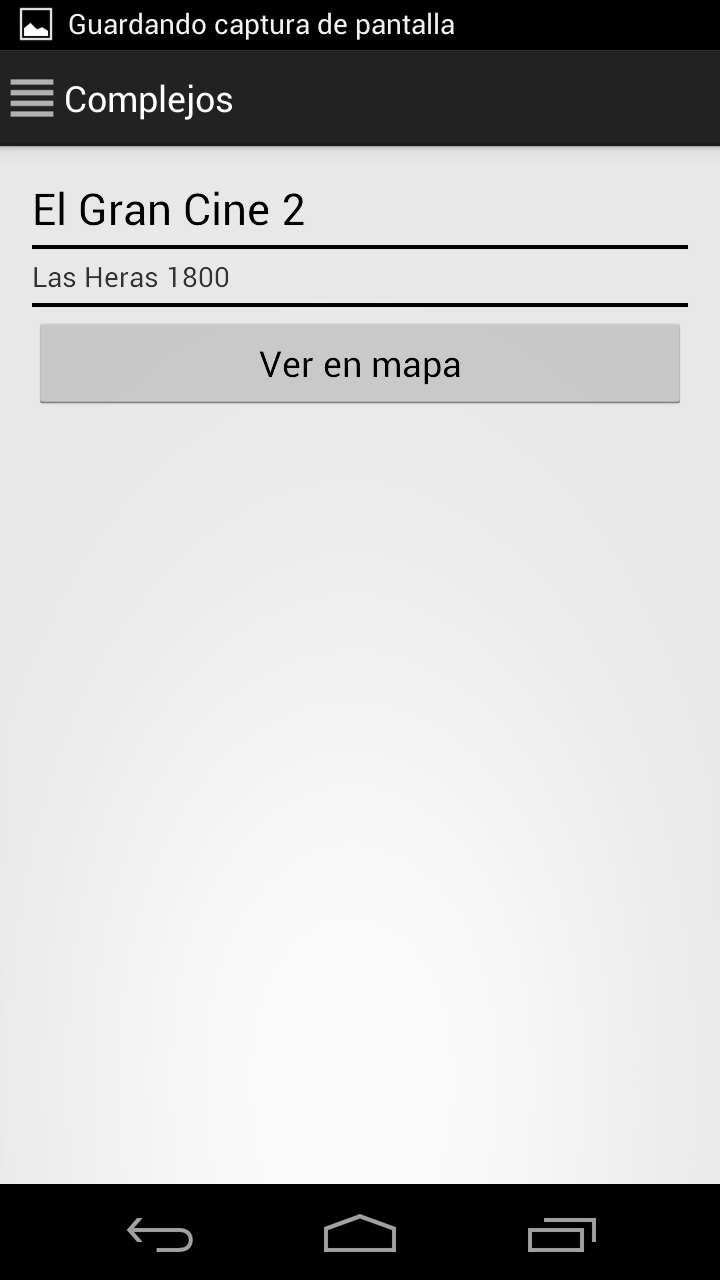 Guardando captura de pantalla
Complejos
El Gran Cine 2
Las Heras 1800
Ver en mapa